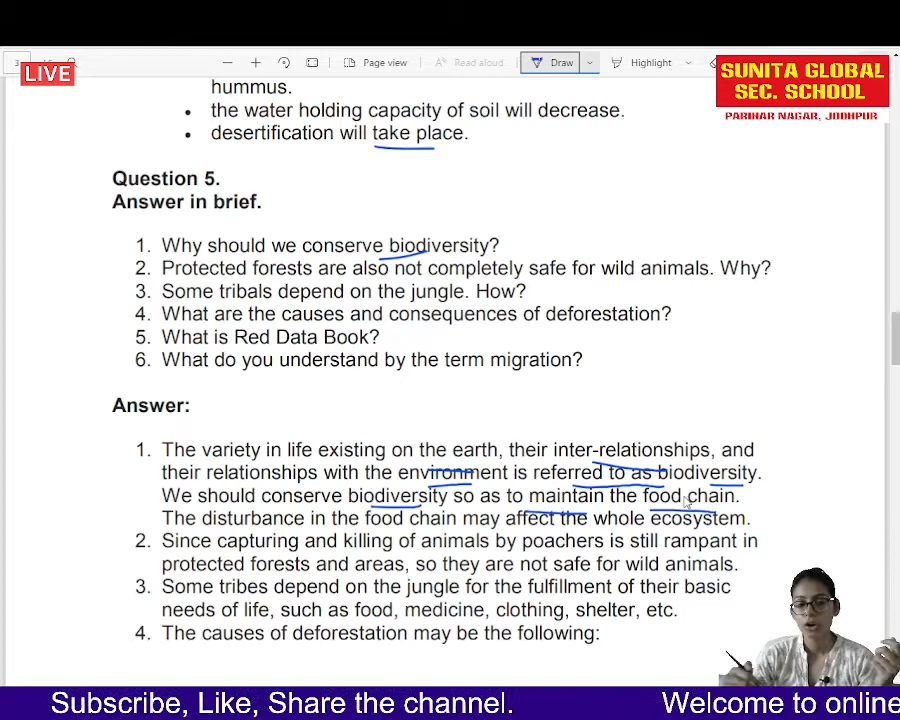 3
Page view
Read aloud
Draw
Highlight
LIVE
SUNITA GLOBAL
SEC. SCHOOL
PARIHAR NAGAR, JODHPUR
hummus.
• the water holding capacity of soil will decrease.
• desertification will take place.
Question 5.
Answer in brief.
1. Why should we conserve biodiversity?
2. Protected forests are also not completely safe for wild animals. Why?
3. Some tribals depend on the jungle. How?
4. What are the causes and consequences of deforestation?
5. What is Red Data Book?
6. What do you understand by the term migration?
Answer:
1. The variety in life existing on the earth, their inter-relationships, and
their relationships with the environment is referred to as biodiversity.
We should conserve biodiversity so as to maintain the food chain.
The disturbance in the food chain may affect the whole ecosystem.
2. Since capturing and killing of animals by poachers is still rampant in
protected forests and areas, so they are not safe for wild animals.
3. Some tribes depend on the jungle for the fulfillment of their basic
needs of life, such as food, medicine, clothing, shelter, etc.
4. The causes of deforestation may be the following:
Subscribe, Like, Share the channel. Welcome to online